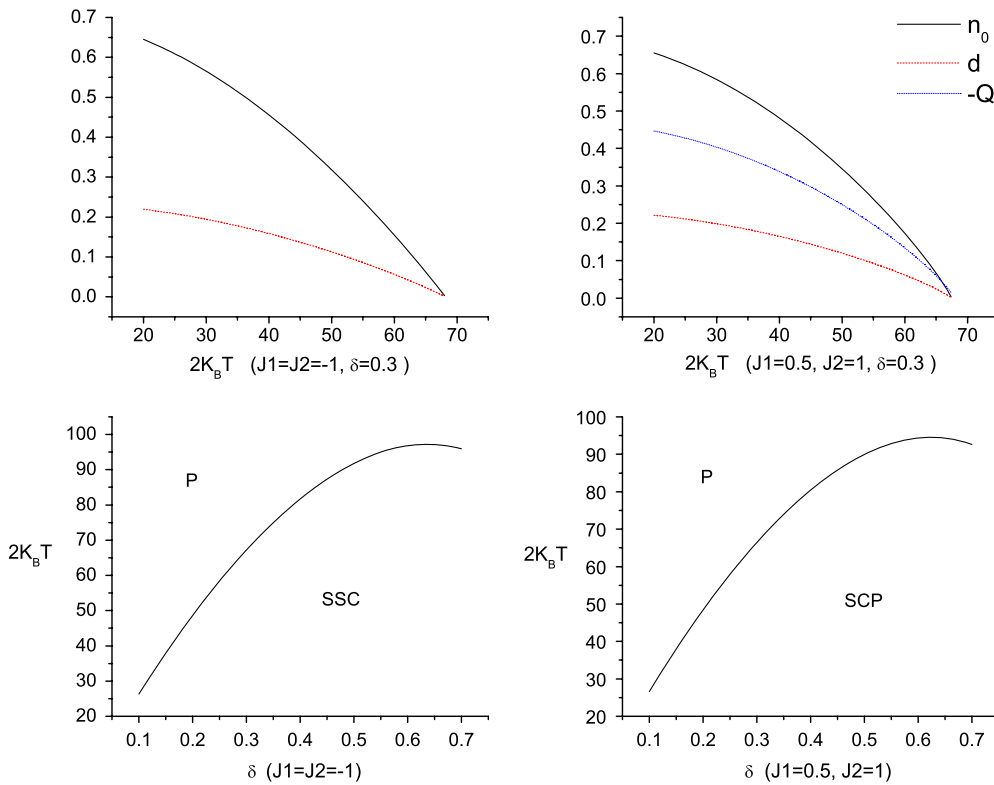 0.7
0.6
0.5
0.4
0.3
0.2
0.1
0.0
20 30 40 50 60 70
2K_BT (J1=J2=-1, δ=0.3 )
0.7
0.6
0.5
0.4
0.3
0.2
0.1
0.0
20 30 40 50 60 70
2K_BT (J1=0.5, J2=1, δ=0.3 )
n_0
d
-Q
100
90
80
70
60
50
40
30
20
2K_BT
P
SSC
0.1 0.2 0.3 0.4 0.5 0.6 0.7
δ (J1=J2=-1)
100
90
80
70
60
50
40
30
20
2K_BT
P
SCP
0.1 0.2 0.3 0.4 0.5 0.6 0.7
δ (J1=0.5, J2=1)